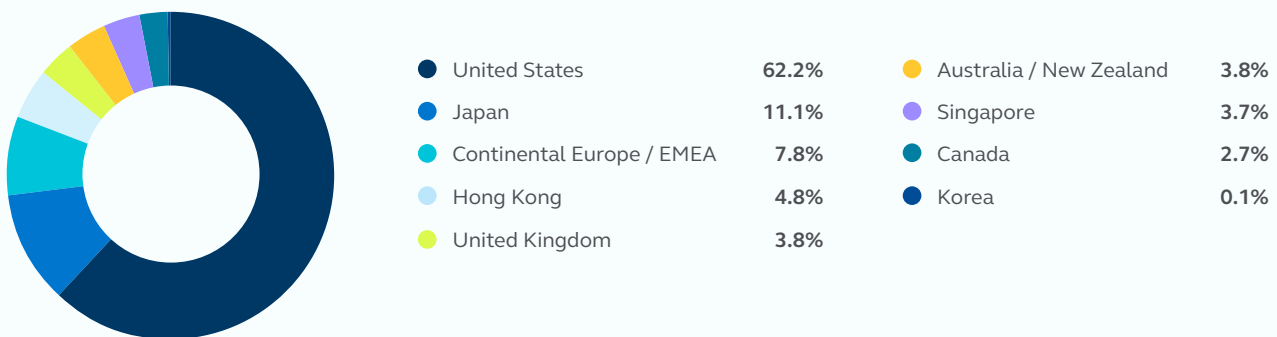 United States 62.2%
Japan 11.1%
Continental Europe / EMEA 7.8%
Hong Kong 4.8%
United Kingdom 3.8%
Australia / New Zealand 3.8%
Singapore 3.7%
Canada 2.7%
Korea 0.1%